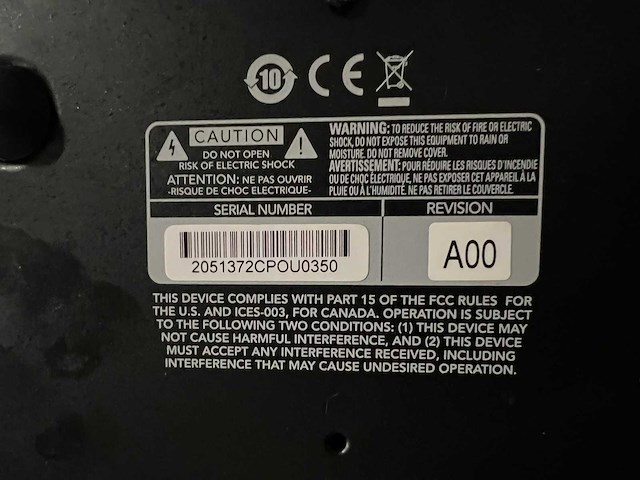 10 CE
CAUTION
DO NOT OPEN
RISK OF ELECTRIC SHOCK
ATTENTION: NE PAS OUVRIR
-RISQUE DE CHOC ELECTRIQUE-
WARNING: TO REDUCE THE RISK OF FIRE OR ELECTRIC
SHOCK, DO NOT EXPOSE THIS EQUIPMENT TO RAIN OR
MOISTURE. DO NOT REMOVE COVER.
AVERTISSEMENT: POUR RÉDUIRE LES RISQUES D'INCENDIE
OU DE CHOC ÉLECTRIQUE, NE PAS EXPOSER CET APPAREIL À LA
PLUIE OU À L'HUMIDITÉ. NE PAS RETIRER LE COUVERCLE.
SERIAL NUMBER
2051372CPOU0350
REVISION
A00
THIS DEVICE COMPLIES WITH PART 15 OF THE FCC RULES FOR
THE U.S. AND ICES-003, FOR CANADA. OPERATION IS SUBJECT
TO THE FOLLOWING TWO CONDITIONS: (1) THIS DEVICE MAY
NOT CAUSE HARMFUL INTERFERENCE, AND (2) THIS DEVICE
MUST ACCEPT ANY INTERFERENCE RECEIVED, INCLUDING
INTERFERENCE THAT MAY CAUSE UNDESIRED OPERATION.